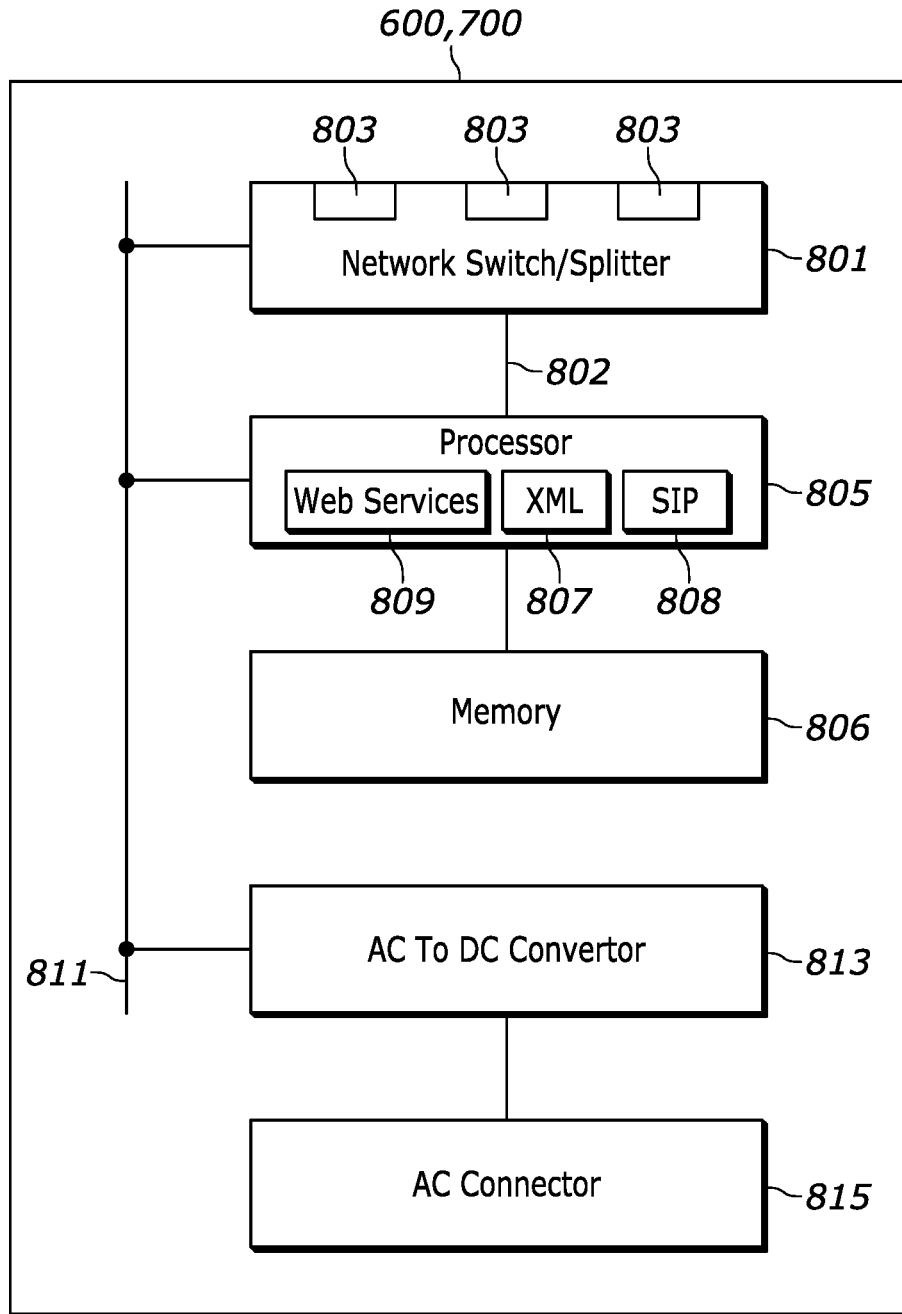 600,700
803 803 803
Network Switch/Splitter 801
802
Processor
805
Web Services XML SIP
809 807 808
Memory 806
AC To DC Convertor 813
811
AC Connector 815